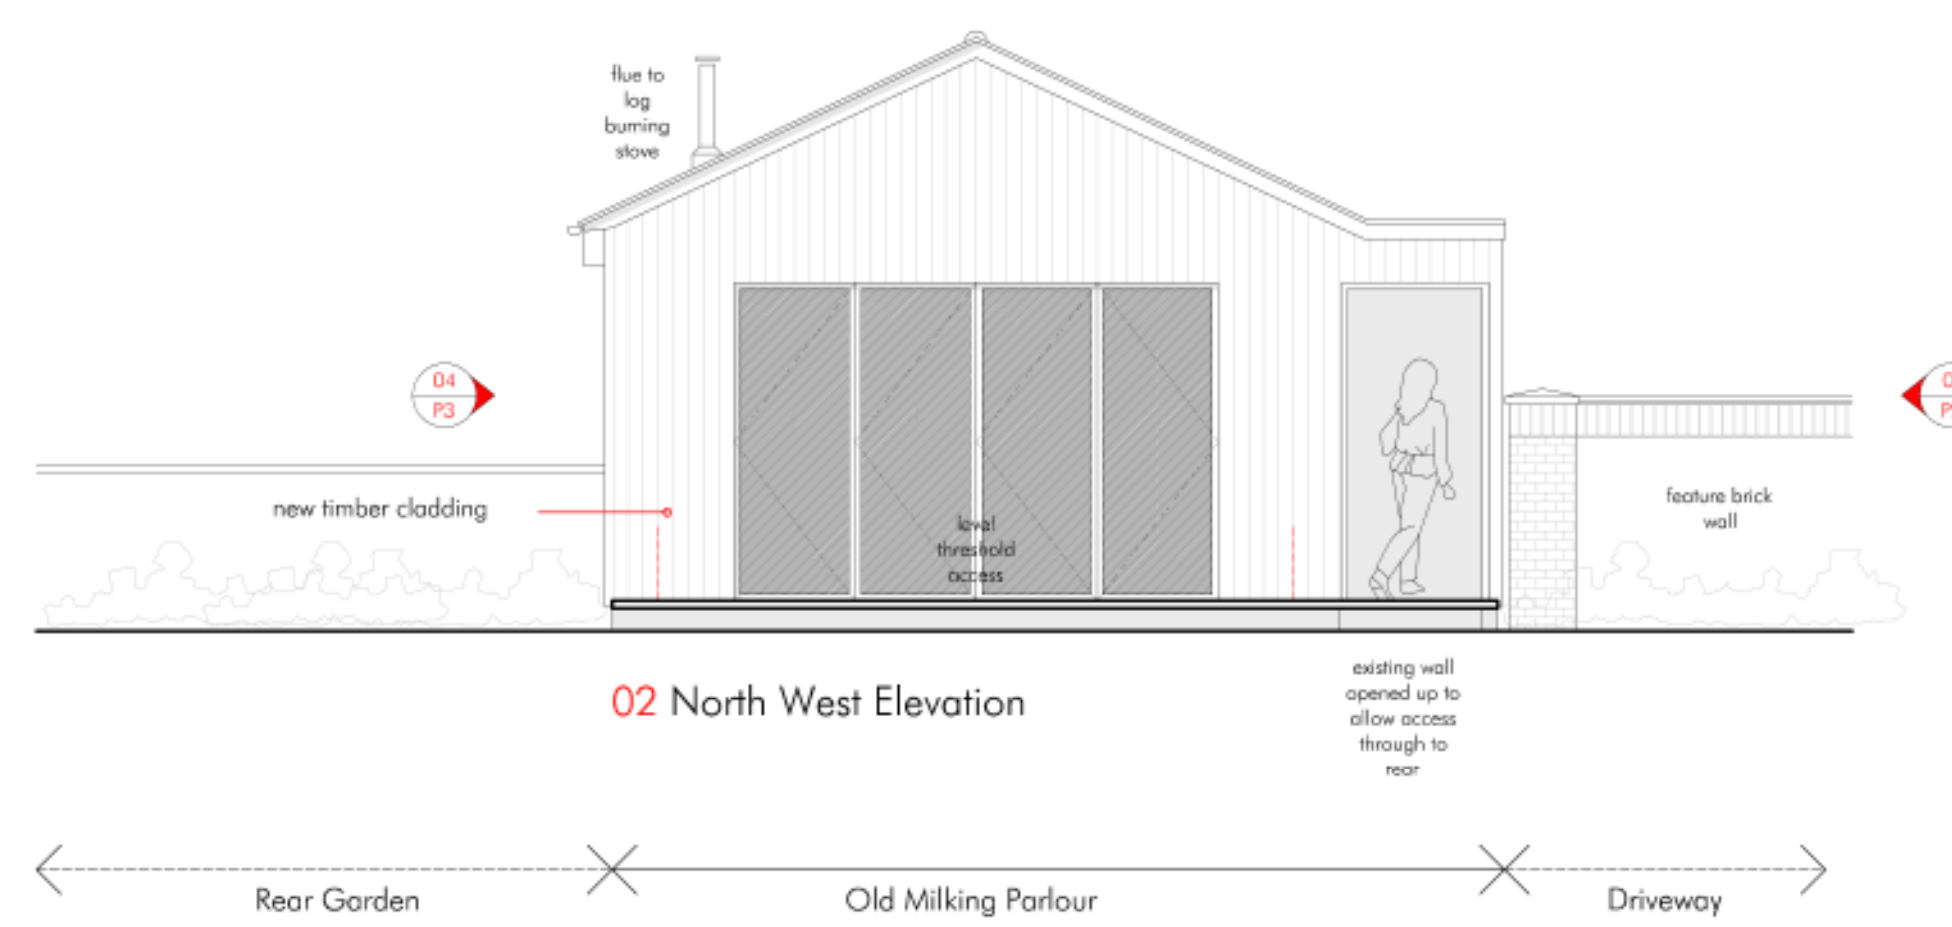 flue to
log
burning
stove
04
P3
new timber cladding
level
threshold
access
feature brick
wall
02 North West Elevation
existing wall
opened up to
allow access
through to
rear
Rear Garden
Old Milking Parlour
Driveway